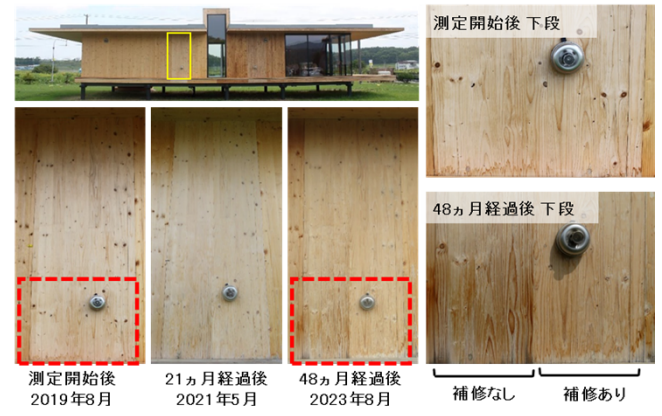 測定開始後 下段
48ヵ月経過後 下段
測定開始後
2019年8月
21ヵ月経過後
2021年5月
48ヵ月経過後
2023年8月
補修なし
補修あり